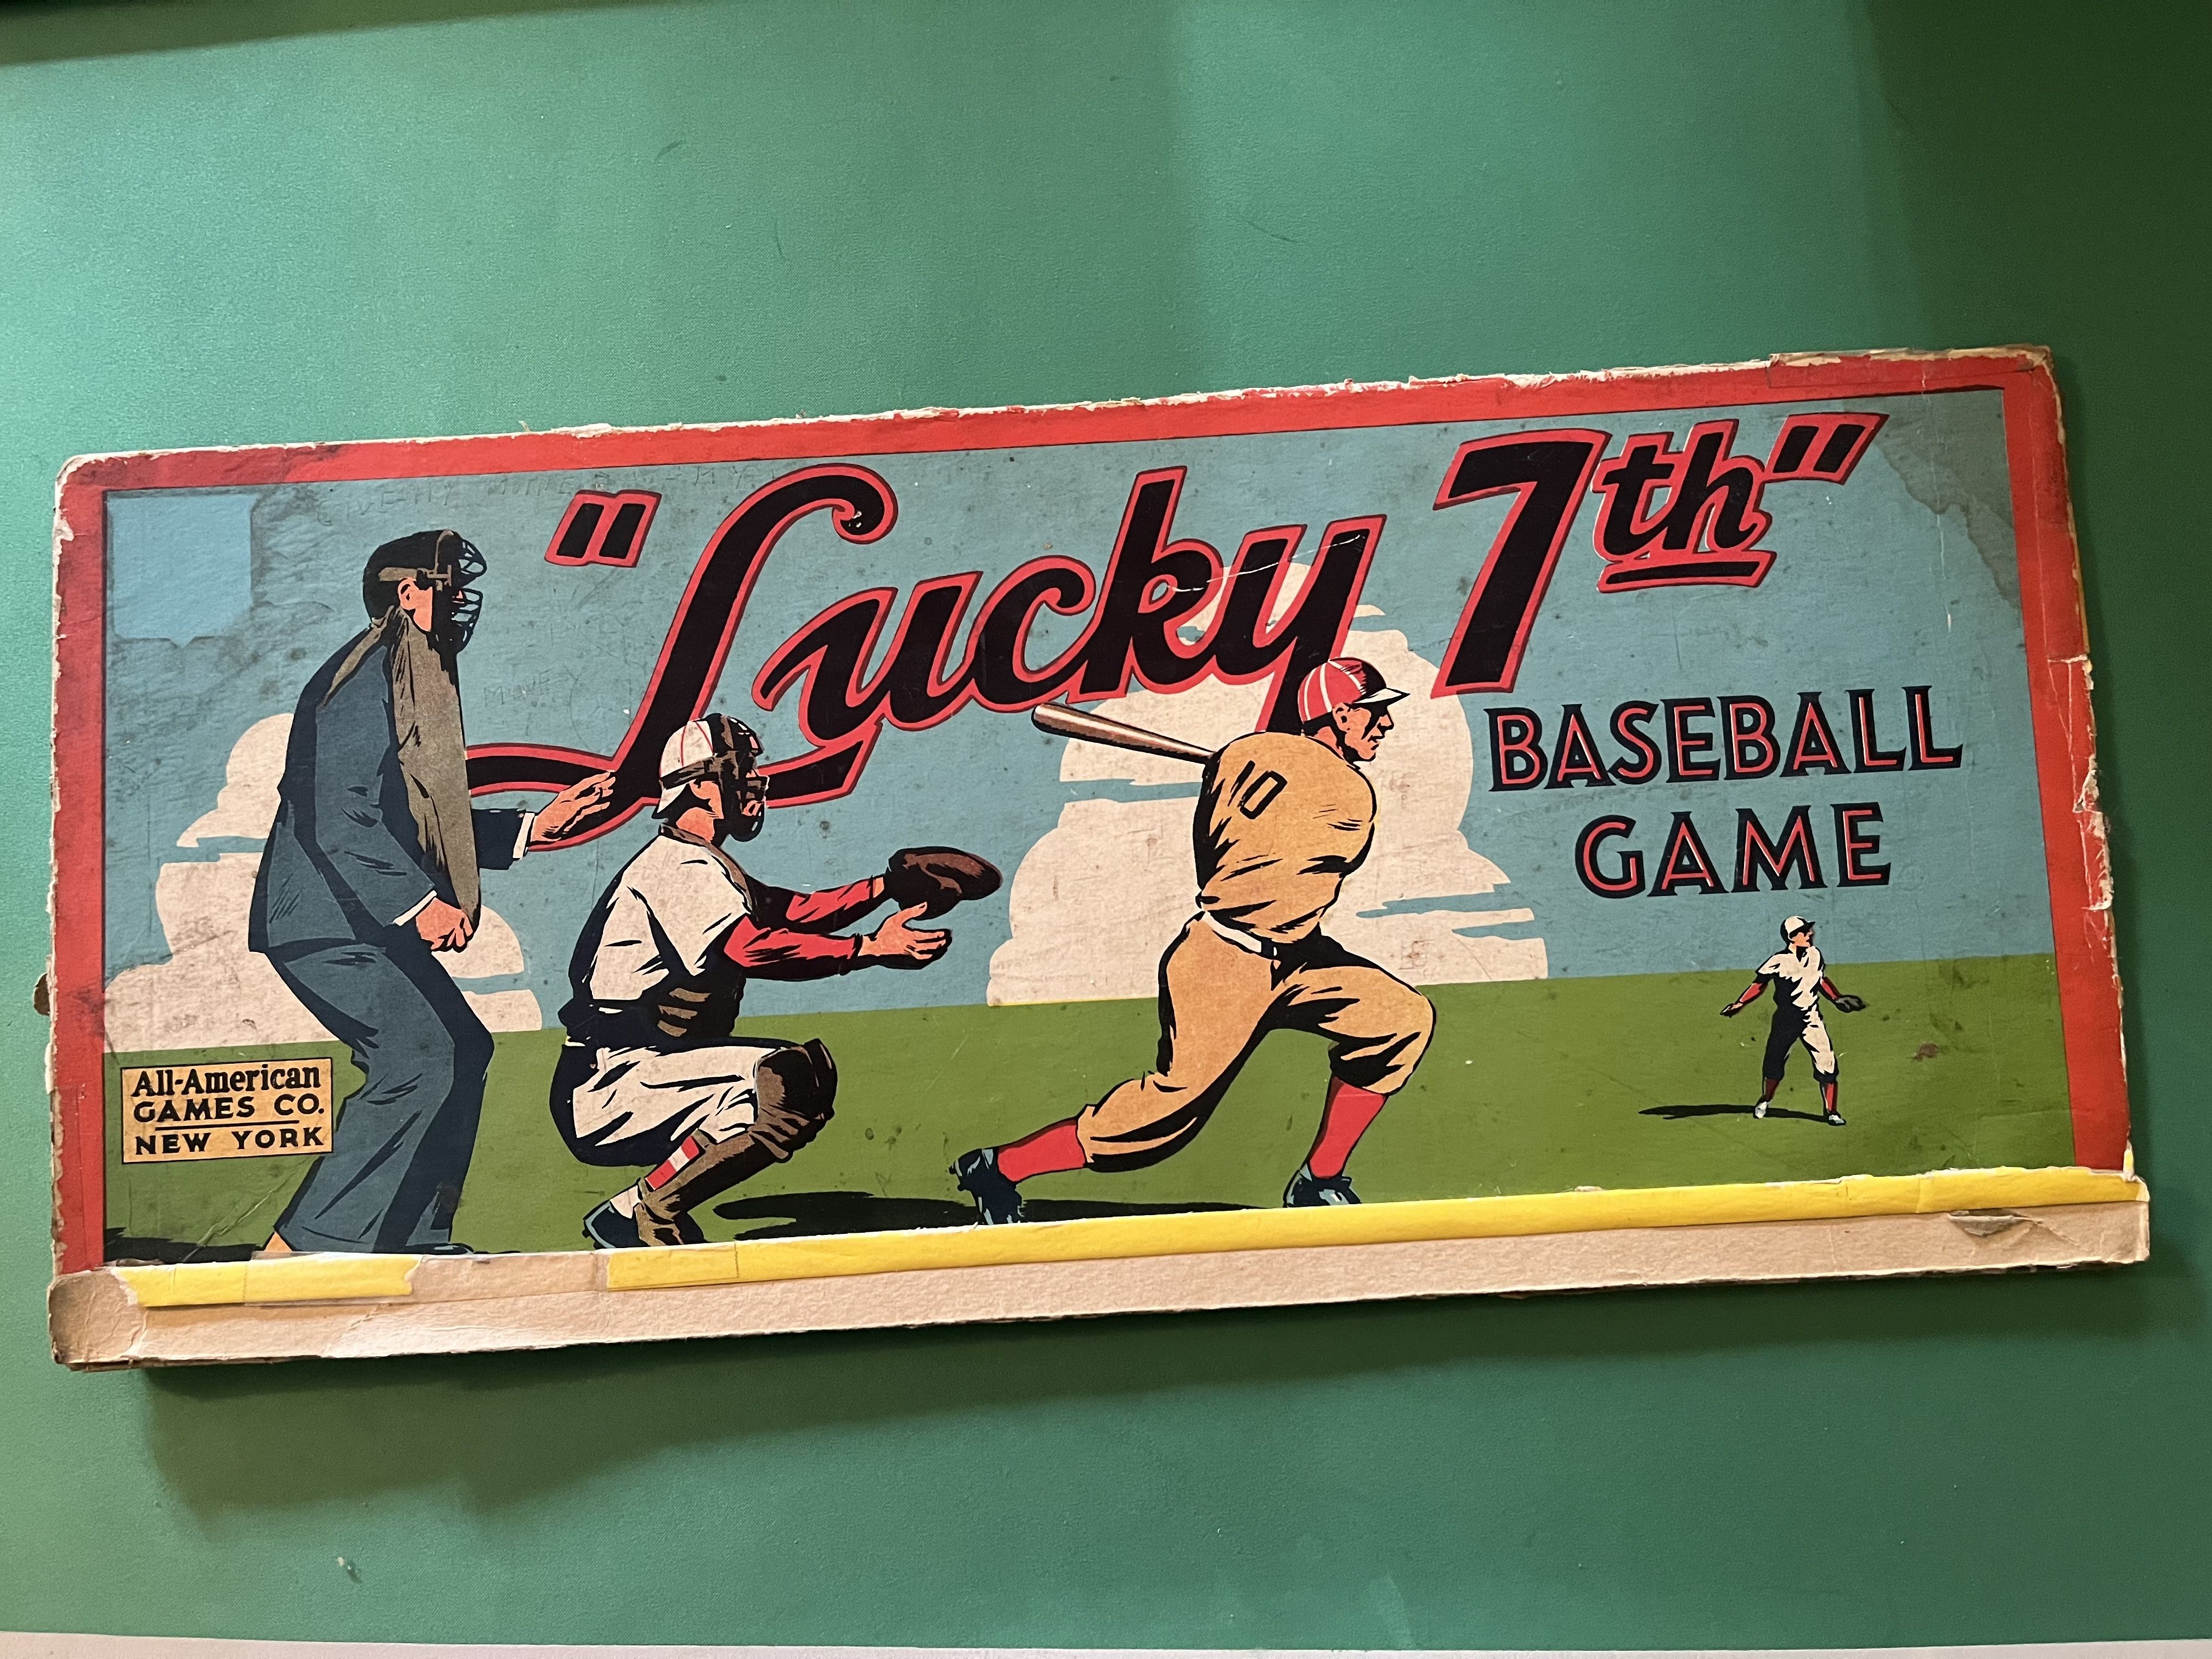 "Lucky 7th"
BASEBALL
GAME
10
All-American
GAMES CO.
NEW YORK